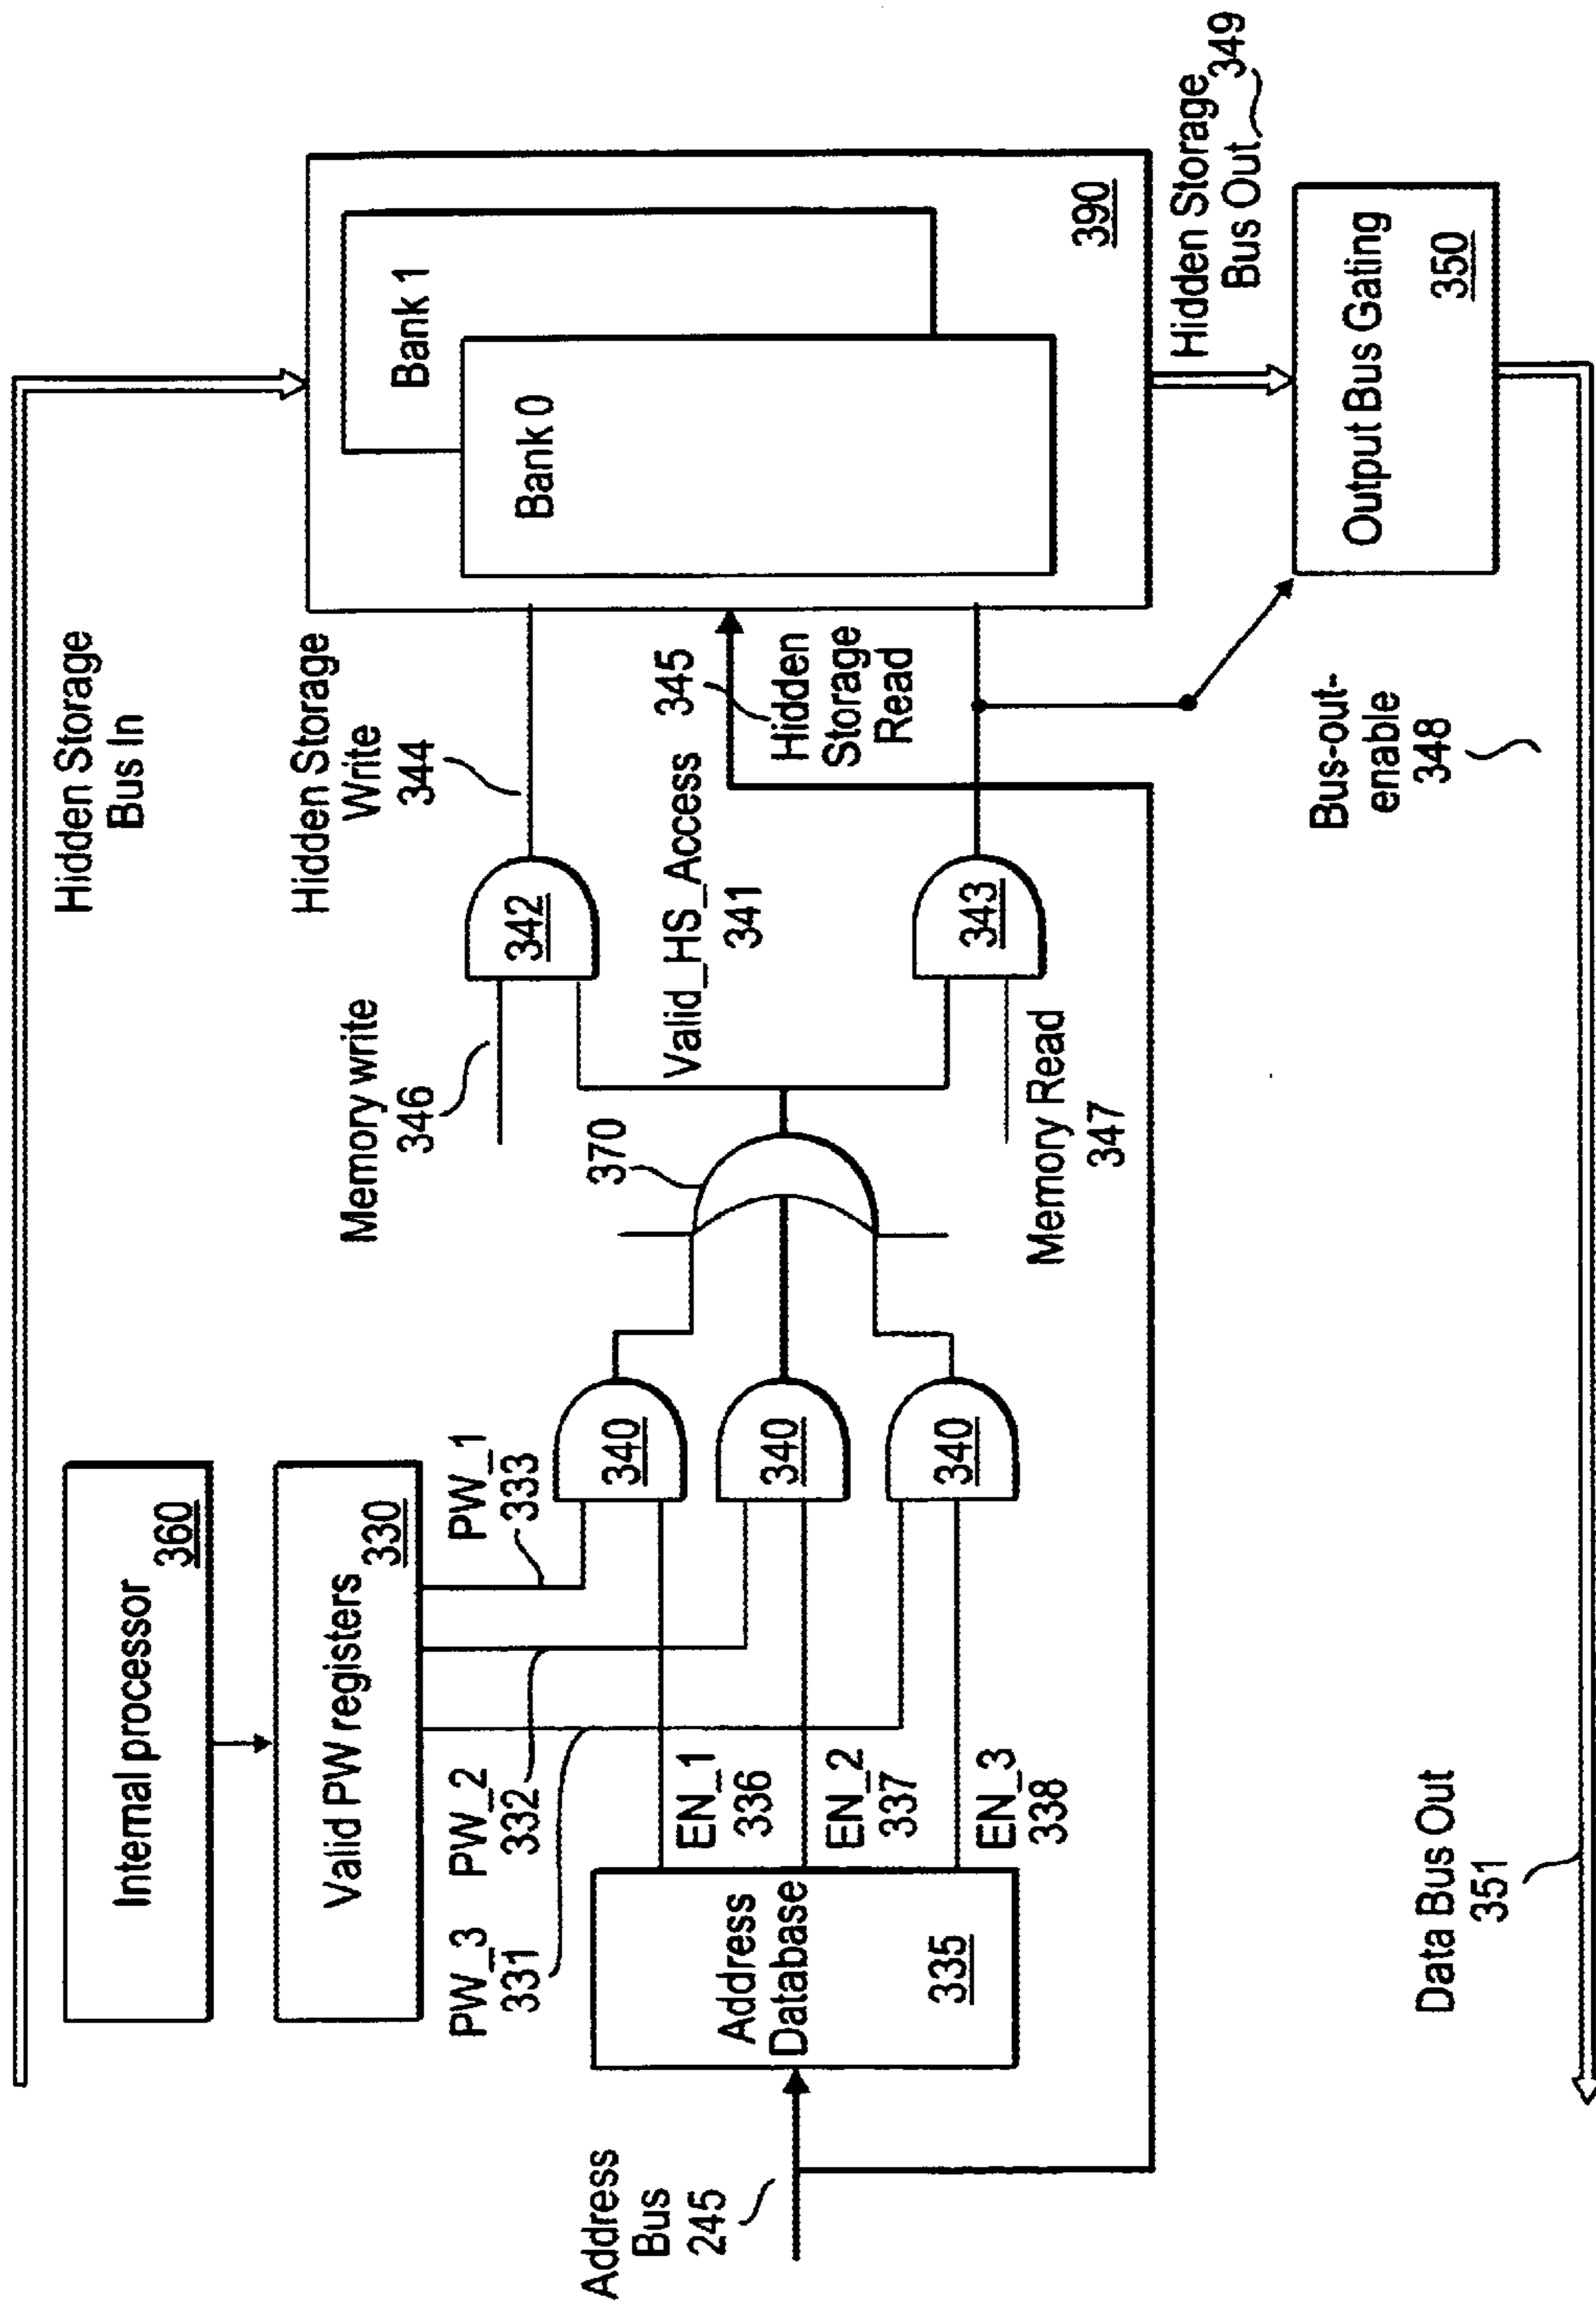 Hidden Storage
Bus In
Internal processor
360
Valid PW registers
330
PW_3
331
PW_2
332
PW_1
333
Address
Bus
245
Address
Database
335
EN_1
336
EN_2
337
EN_3
338
340
340
340
370
Memory write
346
342
Hidden Storage
Write
344
Valid_HS_Access
341
345
Hidden
Storage
Read
343
Memory Read
347
Bank 1
Bank 0
390
Hidden Storage
Bus Out
349
Output Bus Gating
350
Bus-out-
enable
348
Data Bus Out
351